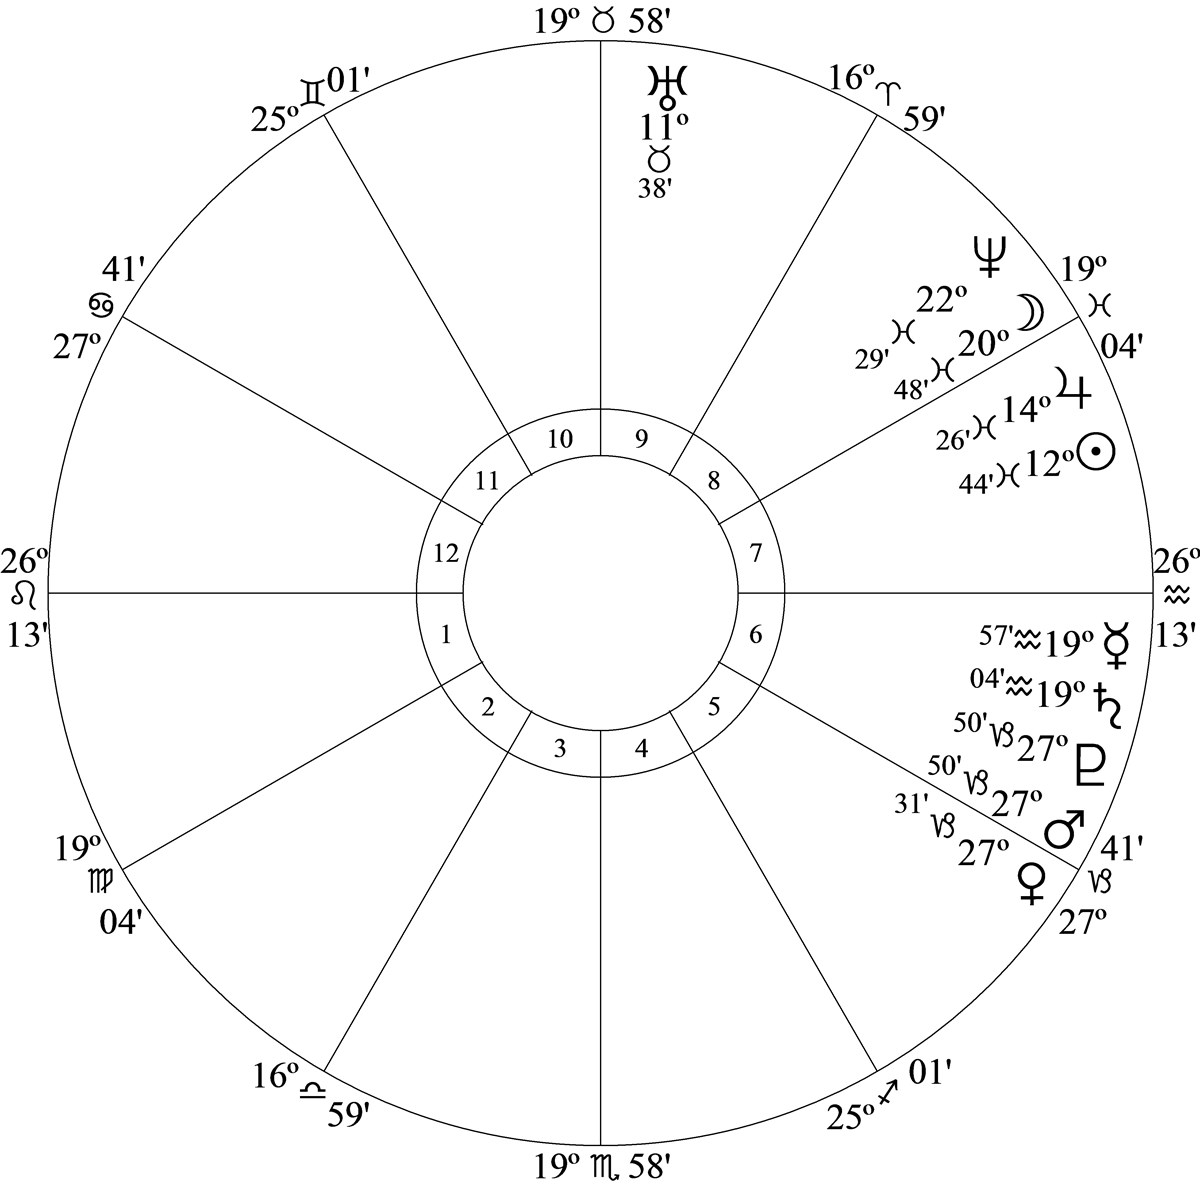 19º ♉ 58'
♊ 01'
25º
16º ♈
59'
♅
11º
♉
38'
41'
♋
27º
♆
22º
♓
29'
☽
20º
♓
48'
19º
♓
04'
♃
14º
♓
26'
☉
12º
♓
44'
10 9
11 8
12 7
1 6
2 5
3 4
26º
♌
13'
26º
♒
13'
57' ♒ 19º ☿
04' ♒ 19º ♄
50' ♑ 27º ♇
50' ♑ 27º ♂
31' ♑ 27º ♀
19º
♍
04'
41'
♑
27º
16º ♎
59'
01'
25º ♐
19º ♏ 58'